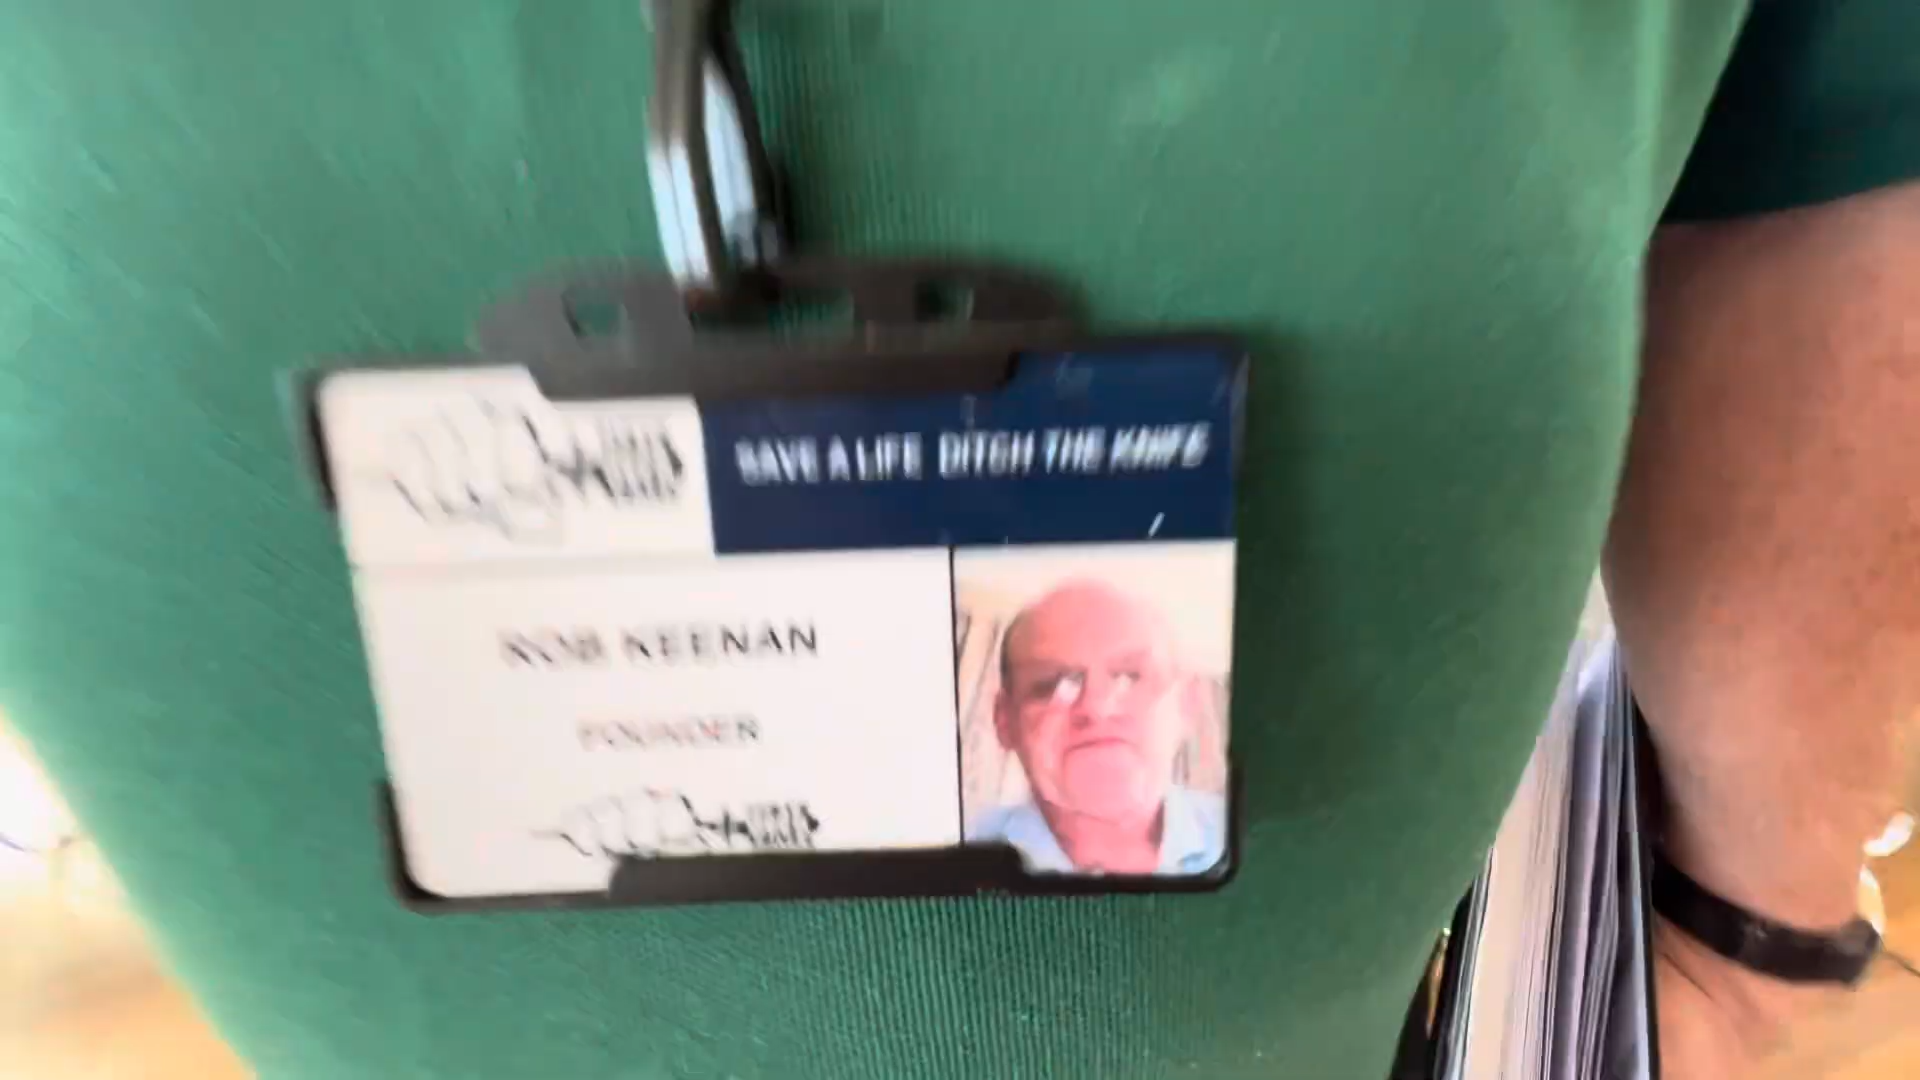 SAVE A LIFE DITCH THE KNIFE
ROB KEENAN
FOUNDER